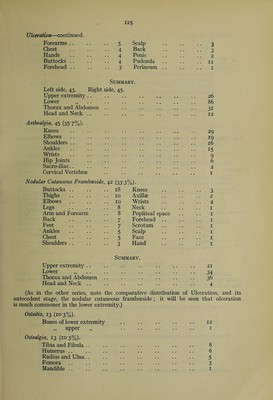 125
Ulceration—continued.
Forearms .. .. .. 5 Scalp .. .. .. 3
Chest .. .. .. 4 Back .. .. .. 3
Hands .. .. .. 4 Penis .. .. .. 2
Buttocks .. .. .. 4 Pudenda .. .. .. 11
Forehead .. .. .. 3 Perineum .. .. .. 1
Summary.
Left side, 43. Right side, 45.
Upper extremity .. .. .. .. .. .. .. 26
Lower „ .. .. .. .. .. .. .. 86
Thorax and Abdomen .. .. .. .. .. .. 31
Head and Neck .. .. .. .. .. .. .. 12
Arthralgia, 45 (35·7%).
Knees .. .. .. .. .. .. .. 29
Elbows .. .. .. .. .. .. .. 19
Shoulders .. .. .. .. .. .. .. 16
Ankles .. .. .. .. .. .. .. 15
Wrists .. .. .. .. .. .. .. 9
Hip Joints .. .. .. .. .. .. .. 6
Sacro-iliac .. .. .. .. .. .. .. 2
Cervical Vertebræ .. .. .. .. .. .. 1
Nodular Cutaneous Frambœside, 42 (33·3%).
Buttocks .. .. .. 18 Knees .. .. .. 3
Thighs .. .. .. 10 Axillæ .. .. .. 2
Elbows .. .. .. 10 Wrists .. .. .. 4
Legs .. .. .. 8 Neck .. .. .. 1
Arm and Forearm .. 8 Popliteal space .. .. 1
Back .. .. .. 7 Forehead .. .. .. 1
Feet .. .. .. 7 Scrotum .. .. .. 1
Ankles .. .. .. 5 Scalp .. .. .. 1
Chest .. .. .. 5 Face .. .. .. 1
Shoulders .. .. .. 3 Hand .. .. .. 1
Summary.
Upper extremity .. .. .. .. .. .. .. 21
Lower „ .. .. .. .. .. .. .. 34
Thorax and Abdomen .. .. .. .. .. .. 36
Head and Neck .. .. .. .. .. .. .. 4
(As in the other series, note the comparative distribution of Ulceration, and its
antecedent stage, the nodular cutaneous framboeside; it will be seen that ulceration
is much commoner in the lower extremity.)
Osteitis, 13 (10·3%).
Bones of lower extremity .. .. .. .. .. 12
„ upper „ .. .. .. .. .. 1
Ostealgia, 13 (10·3%).
Tibia and Fibula .. .. .. .. .. .. .. 8
Humerus .. .. .. .. .. .. .. 6
Radius and Ulna .. .. .. .. .. .. .. 5
Femora .. .. .. .. .. .. .. 3
Mandible .. .. .. .. .. .. .. 1